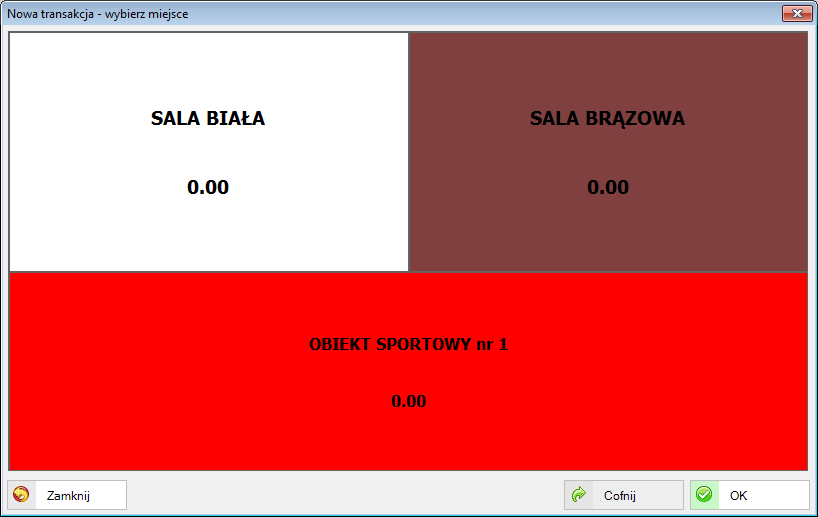 Nowa transakcja - wybierz miejsce
SALA BIAŁA
0.00
SALA BRĄZOWA
0.00
OBIEKT SPORTOWY nr 1
0.00
Zamknij
Cofnij
OK